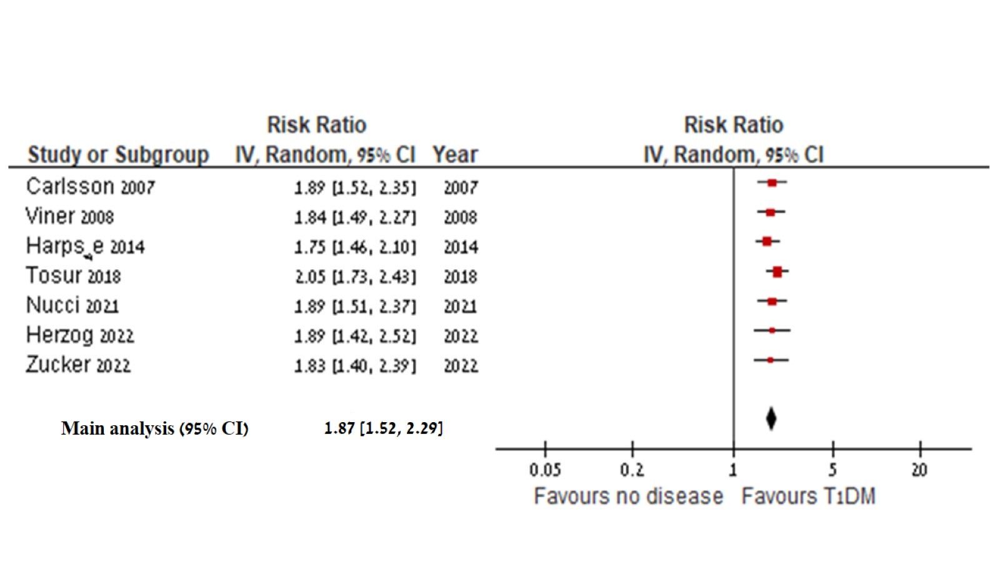 Risk Ratio Risk Ratio
Study or Subgroup IV, Random, 95% CI Year IV, Random, 95% CI
Carlsson 2007 1.89 [1.52, 2.35] 2007
Viner 2008 1.84 [1.49, 2.27] 2008
Harps e 2014 1.75 [1.46, 2.10] 2014
Tosur 2018 2.05 [1.73, 2.43] 2018
Nucci 2021 1.89 [1.51, 2.37] 2021
Herzog 2022 1.89 [1.42, 2.52] 2022
Zucker 2022 1.83 [1.40, 2.39] 2022
Main analysis (95% CI) 1.87 [1.52, 2.29]
0.05 0.2 1 5 20
Favours no disease Favours T1DM